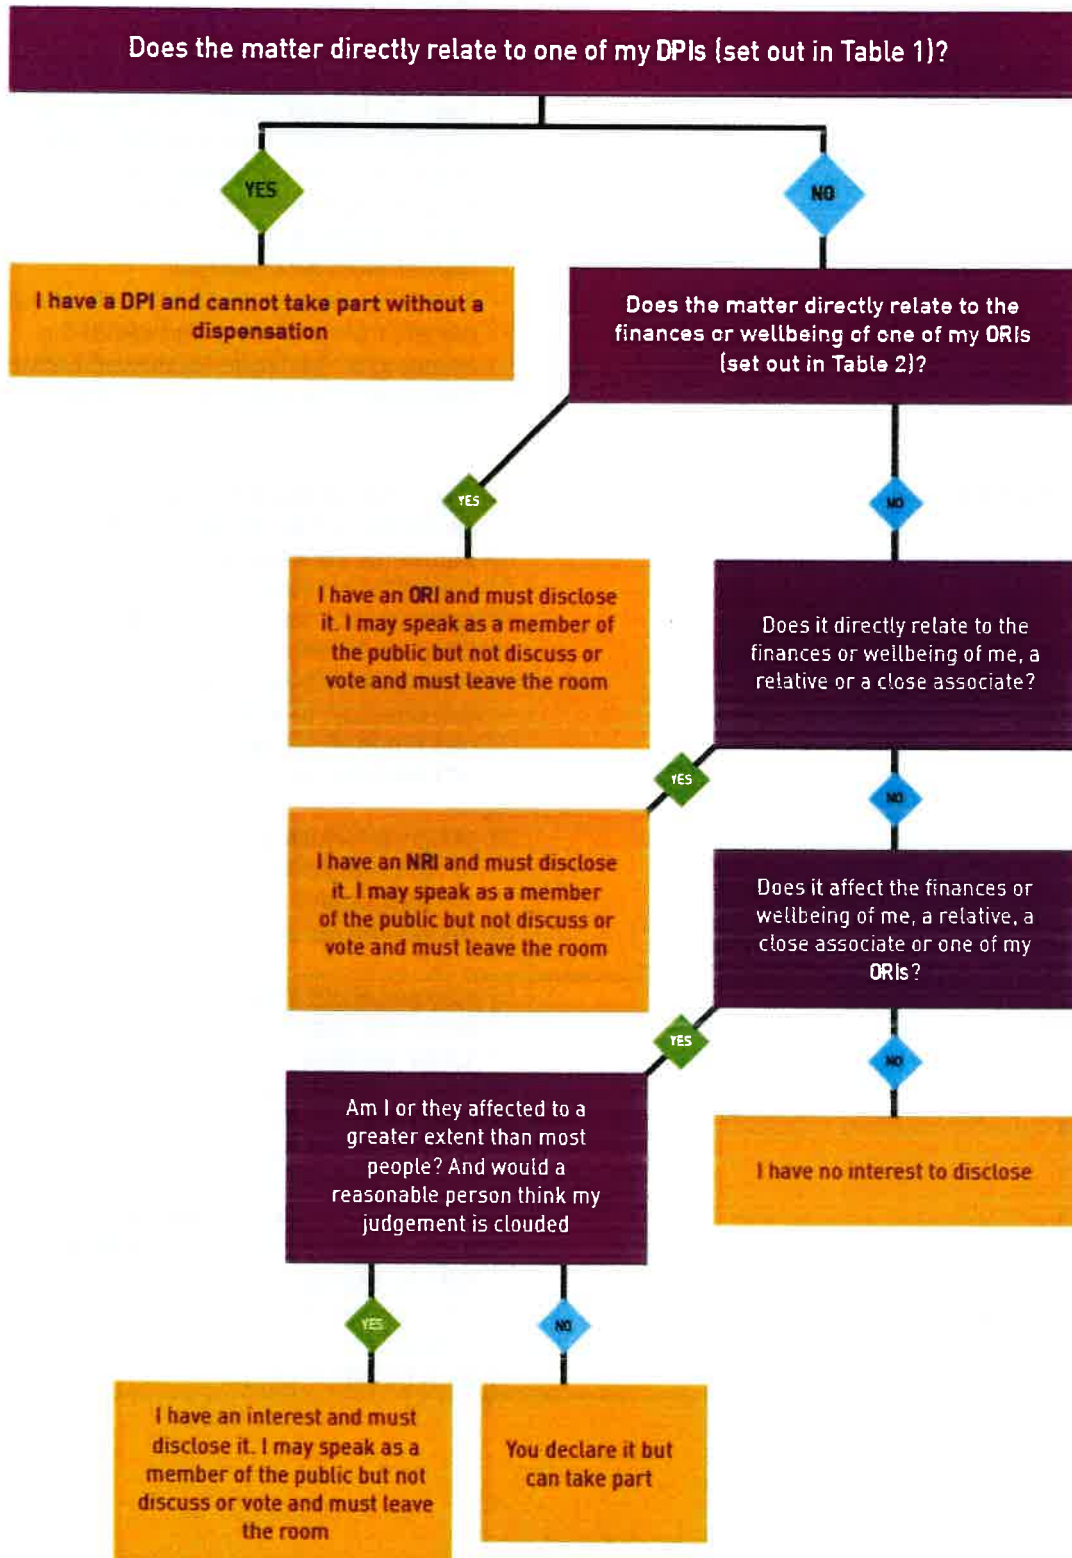 Does the matter directly relate to one of my DPIs (set out in Table 1)?
YES
NO
I have a DPI and cannot take part without a
dispensation
Does the matter directly relate to the
finances or wellbeing of one of my ORIs
(set out in Table 2)?
YES
NO
I have an ORI and must disclose
it. I may speak as a member of
the public but not discuss or
vote and must leave the room
Does it directly relate to the
finances or wellbeing of me, a
relative or a close associate?
YES
NO
I have an NRI and must disclose
it. I may speak as a member
of the public but not discuss or
vote and must leave the room
Does it affect the finances or
wellbeing of me, a relative, a
close associate or one of my
ORIs?
YES
NO
Am I or they affected to a
greater extent than most
people? And would a
reasonable person think my
judgement is clouded
I have no interest to disclose
YES
NO
I have an interest and must
disclose it. I may speak as a
member of the public but not
discuss or vote and must leave
the room
You declare it but
can take part